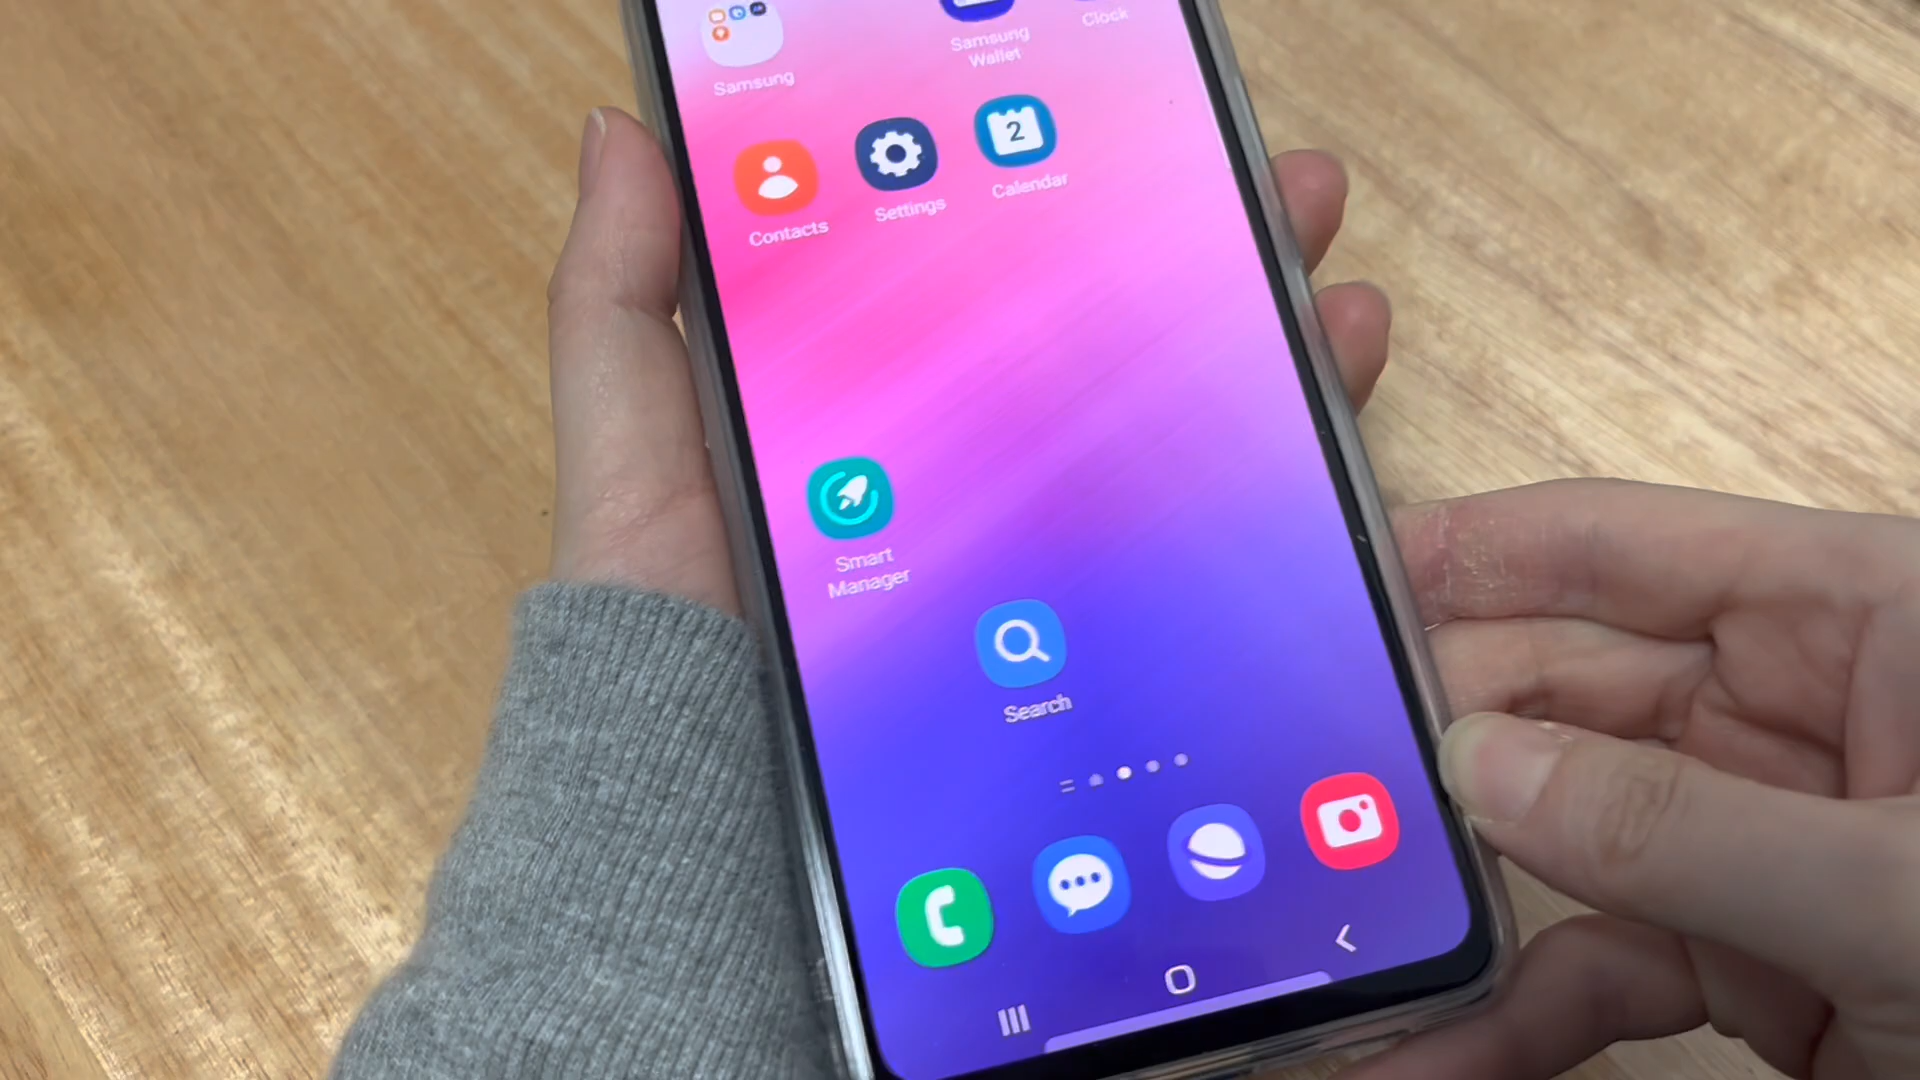 Samsung
Samsung
Wallet
Clock
Contacts
Settings
2
Calendar
Smart
Manager
Search